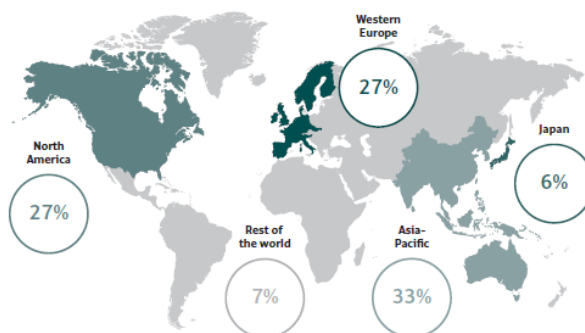 Western
Europe
27%
North
America
27%
Japan
6%
Rest of
the world
7%
Asia-
Pacific
33%